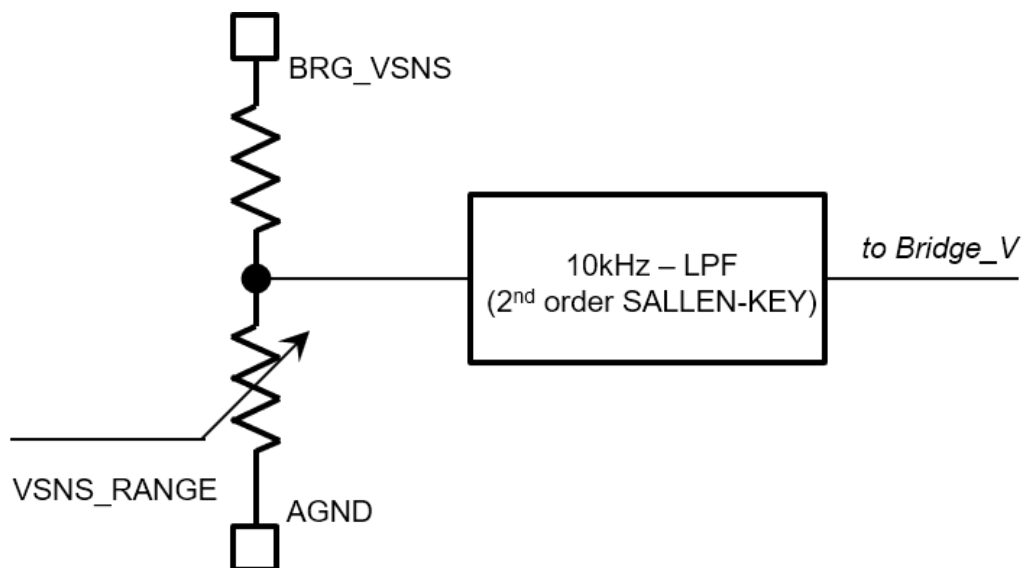 BRG_VSNS
10kHz – LPF
(2nd order SALLEN-KEY)
to Bridge_V
VSNS_RANGE
AGND